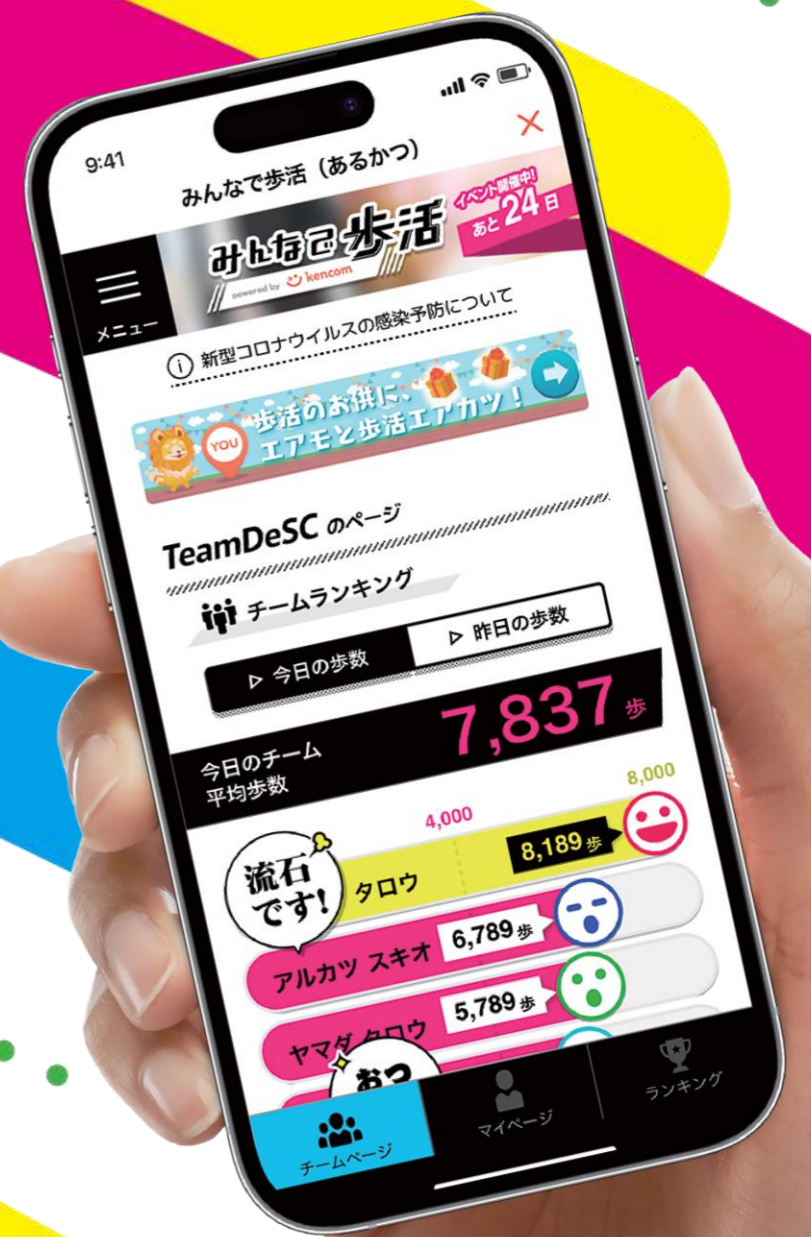 9:41
みんなで歩活（あるかつ）
メニュー
みんなで歩活
powered by kencom
イベント開催中!
あと24日
新型コロナウイルスの感染予防について
YOU
歩活のお供に、
エアモと歩活エアカツ！
TeamDeSC のページ
チームランキング
今日の歩数
昨日の歩数
今日のチーム
平均歩数
7,837歩
4,000
8,000
流石
です!
タロウ
8,189歩
アルカツ スキオ
6,789歩
ヤマダ タロウ
5,789歩
おつ
チームページ
マイページ
ランキング